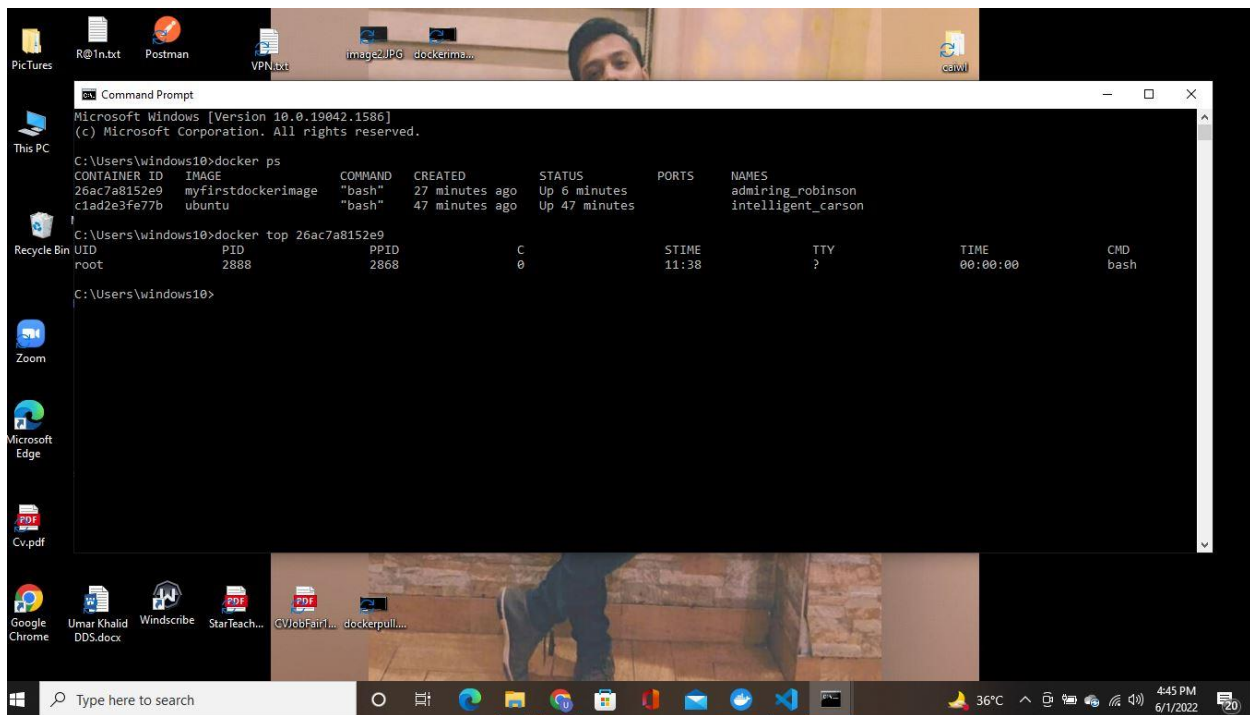 PicTures
R@1n.txt
Postman
VPN.txt
image2.JPG
dockerima...
caiwl
Command Prompt
Microsoft Windows [Version 10.0.19042.1586]
(c) Microsoft Corporation. All rights reserved.
C:\Users\windows10>docker ps
CONTAINER ID IMAGE COMMAND CREATED STATUS PORTS NAMES
26ac7a8152e9 myfirstdockerimage "bash" 27 minutes ago Up 6 minutes admiring_robinson
c1ad2e3fe77b ubuntu "bash" 47 minutes ago Up 47 minutes intelligent_carson
C:\Users\windows10>docker top 26ac7a8152e9
UID PID PPID C STIME TTY TIME CMD
root 2888 2868 0 11:38 ? 00:00:00 bash
C:\Users\windows10>
This PC
Recycle Bin
Zoom
Microsoft
Edge
Cv.pdf
Google
Chrome
Umar Khalid
DDS.docx
Windscribe
StarTeach...
CVJobFair1...
dockerpull....
Type here to search
36°C
4:45 PM
6/1/2022
20